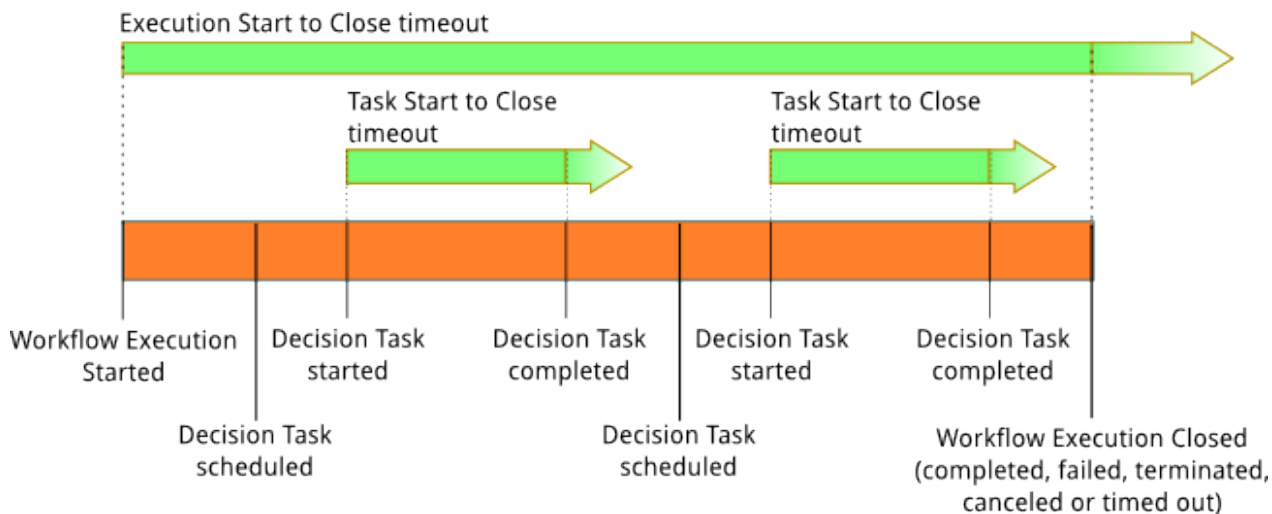 Execution Start to Close timeout
Task Start to Close
timeout
Task Start to Close
timeout
Workflow Execution
Started
Decision Task
started
Decision Task
completed
Decision Task
started
Decision Task
completed
Decision Task
scheduled
Decision Task
scheduled
Workflow Execution Closed
(completed, failed, terminated,
canceled or timed out)